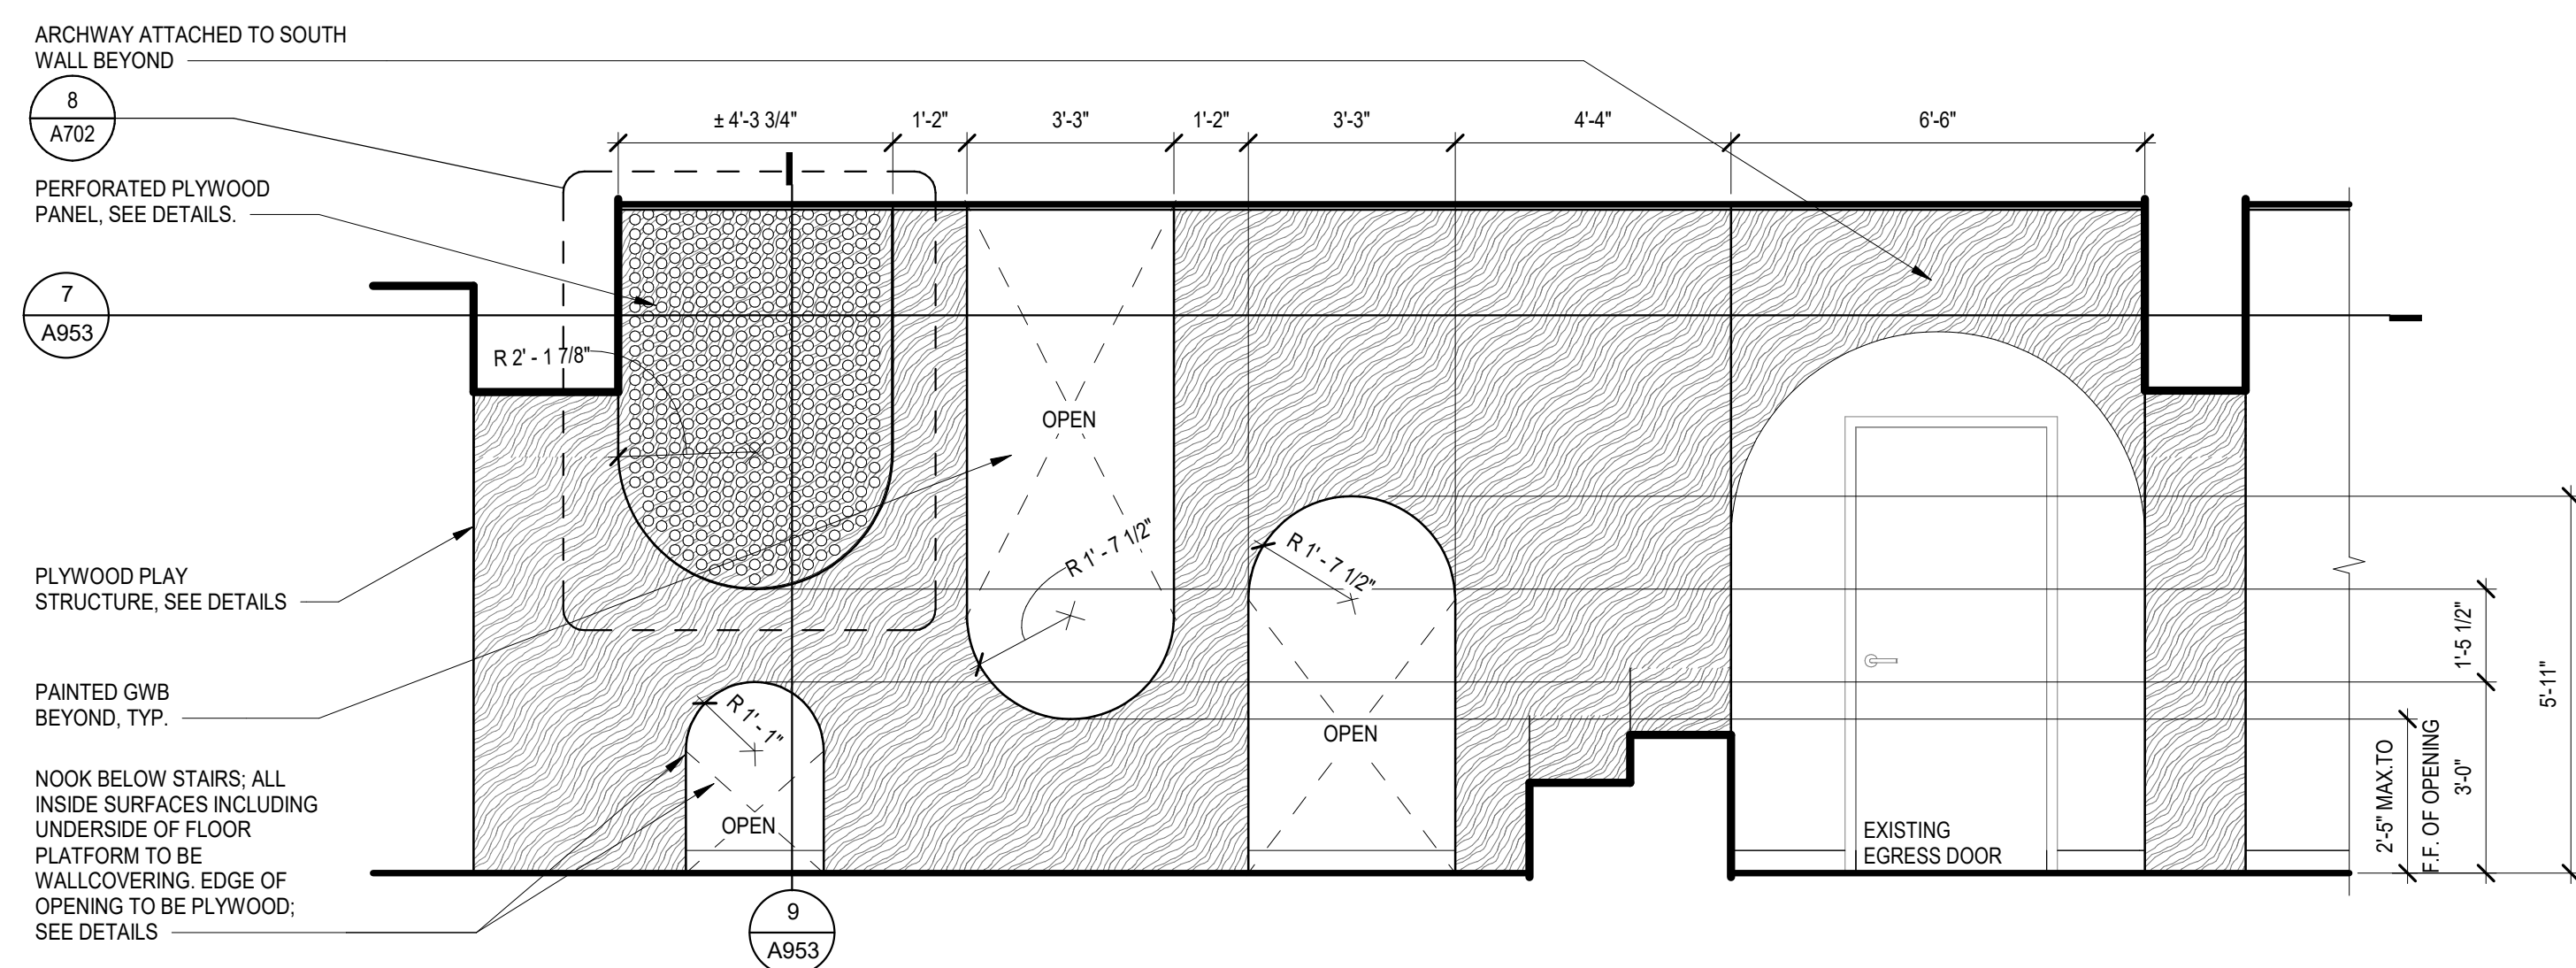 ARCHWAY ATTACHED TO SOUTH
WALL BEYOND
8
A702
± 4'-3 3/4"
1'-2"
3'-3"
1'-2"
3'-3"
4'-4"
6'-6"
PERFORATED PLYWOOD
PANEL, SEE DETAILS.
7
A953
R 2' - 1 7/8"
OPEN
R 1' - 7 1/2"
R 1' - 7 1/2"
PLYWOOD PLAY
STRUCTURE, SEE DETAILS
1'-5 1/2"
5'-11"
PAINTED GWB
BEYOND, TYP.
R 1' - 1"
OPEN
OPEN
2'-5" MAX.TO
F.F. OF OPENING
3'-0"
NOOK BELOW STAIRS; ALL
INSIDE SURFACES INCLUDING
UNDERSIDE OF FLOOR
PLATFORM TO BE
WALLCOVERING. EDGE OF
OPENING TO BE PLYWOOD;
SEE DETAILS
EXISTING
EGRESS DOOR
9
A953